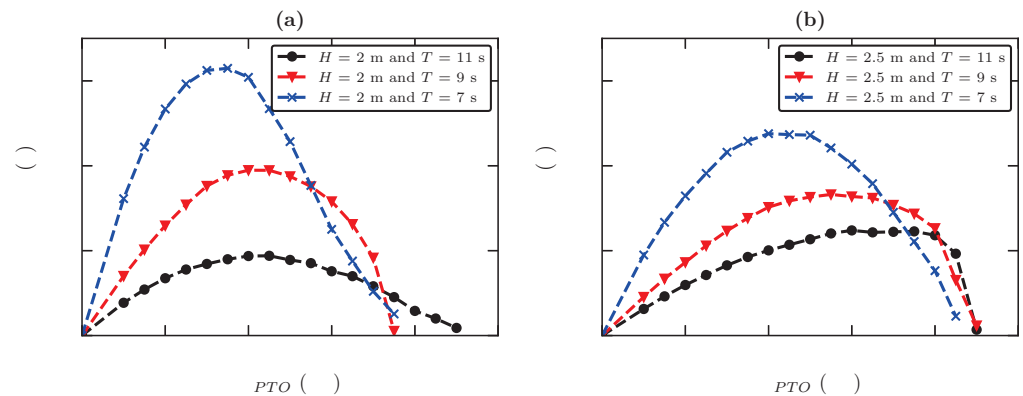 (a)
H = 2 m and T = 11 s
H = 2 m and T = 9 s
H = 2 m and T = 7 s
( )
PTO ( )
(b)
H = 2.5 m and T = 11 s
H = 2.5 m and T = 9 s
H = 2.5 m and T = 7 s
( )
PTO ( )